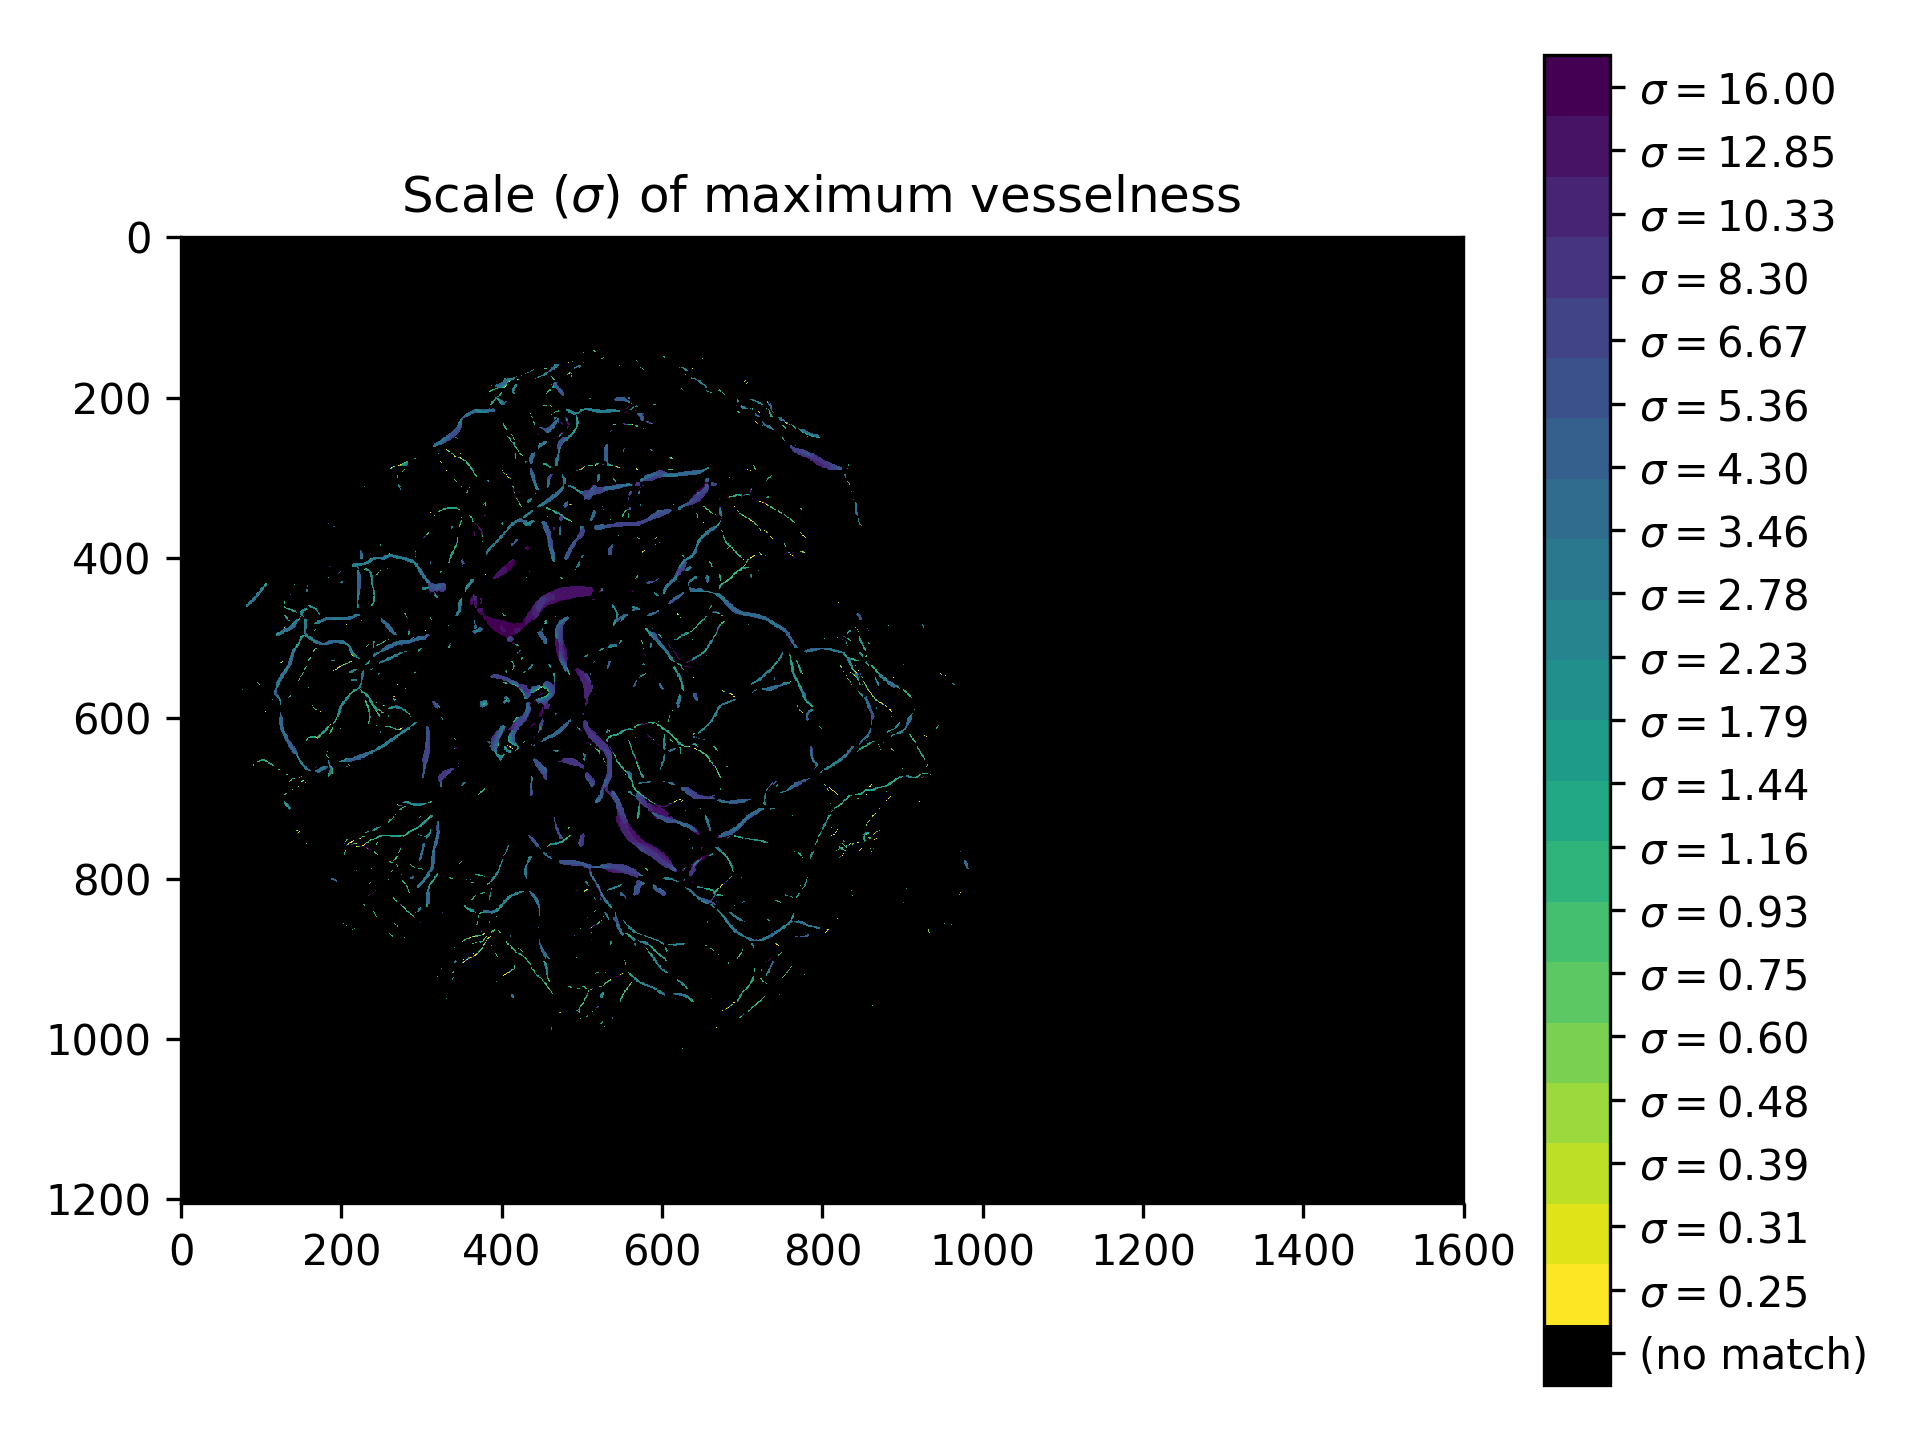 Scale (σ) of maximum vesselness
0
200
400
600
800
1000
1200
0 200 400 600 800 1000 1200 1400 1600
σ = 16.00
σ = 12.85
σ = 10.33
σ = 8.30
σ = 6.67
σ = 5.36
σ = 4.30
σ = 3.46
σ = 2.78
σ = 2.23
σ = 1.79
σ = 1.44
σ = 1.16
σ = 0.93
σ = 0.75
σ = 0.60
σ = 0.48
σ = 0.39
σ = 0.31
σ = 0.25
(no match)